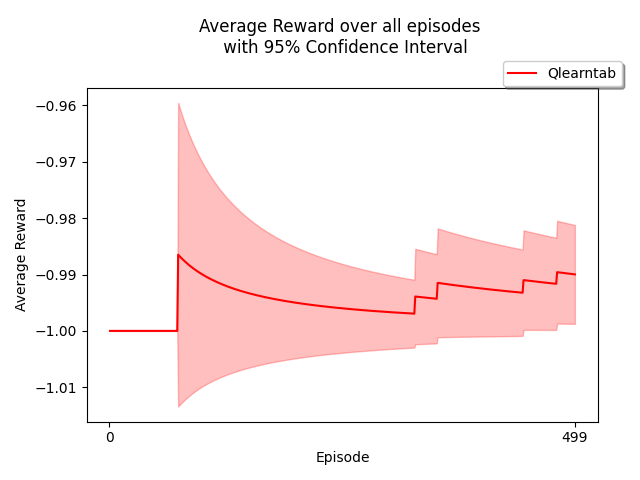 Average Reward over all episodes
with 95% Confidence Interval
Qlearntab
−0.96
−0.97
−0.98
−0.99
−1.00
−1.01
Average Reward
0
499
Episode